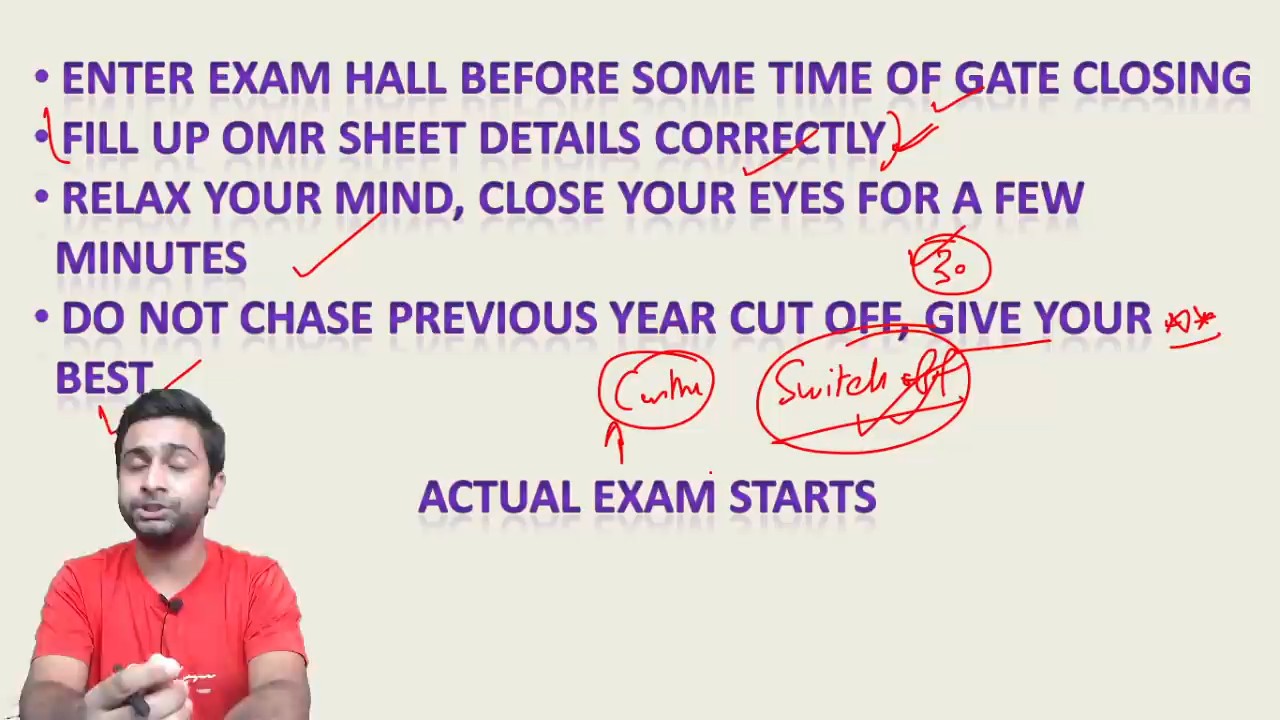 • ENTER EXAM HALL BEFORE SOME TIME OF GATE CLOSING
• FILL UP OMR SHEET DETAILS CORRECTLY
• RELAX YOUR MIND, CLOSE YOUR EYES FOR A FEW
MINUTES
30
• DO NOT CHASE PREVIOUS YEAR CUT OFF, GIVE YOUR
BEST
Switch off
ACTUAL EXAM STARTS